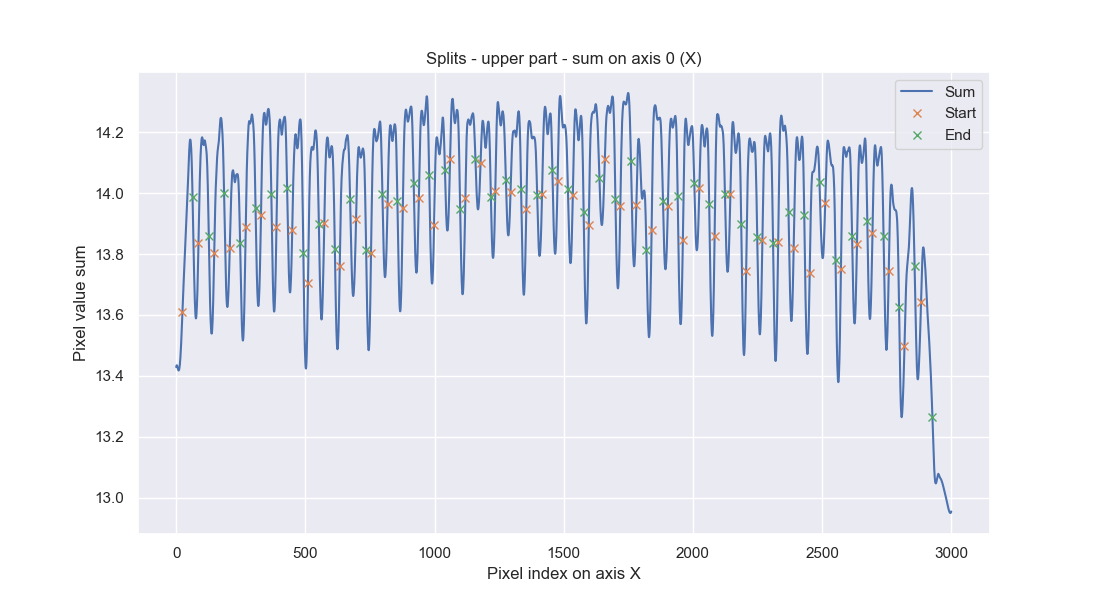 Splits - upper part - sum on axis 0 (X)
Sum
Start
End
Pixel value sum
14.2
14.0
13.8
13.6
13.4
13.2
13.0
0 500 1000 1500 2000 2500 3000
Pixel index on axis X